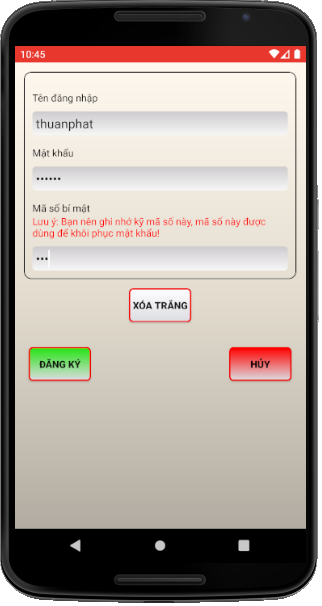 10:45
Tên đăng nhập
thuanphat
Mật khẩu
••••••
Mã số bí mật
Lưu ý: Bạn nên ghi nhớ kỹ mã số này, mã số này được
dùng để khôi phục mật khẩu!
•••
XÓA TRẮNG
ĐĂNG KÝ
HỦY